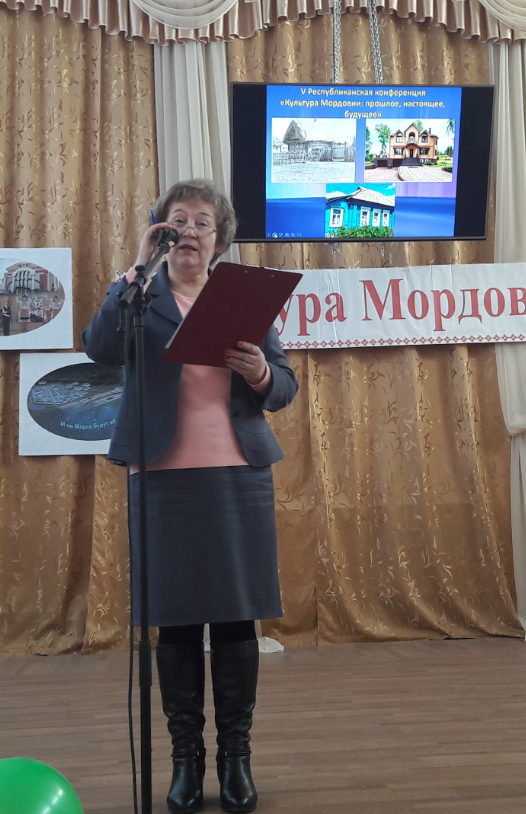 V Республиканская конференция
«Культура Мордовии: прошлое, настоящее,
будущее»
ура Мордов